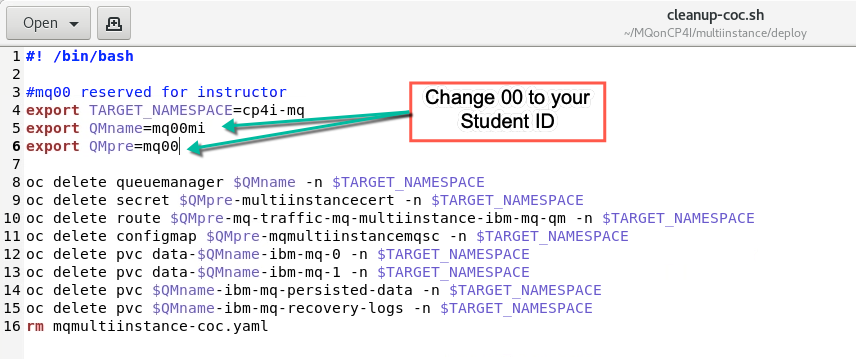 Open
cleanup-coc.sh
~/MQonCP4I/multiinstance/deploy
1 #! /bin/bash
2
3 #mq00 reserved for instructor
4 export TARGET_NAMESPACE=cp4i-mq
5 export QMname=mq00mi
6 export QMpre=mq00
Change 00 to your
Student ID
7
8 oc delete queuemanager $QMname -n $TARGET_NAMESPACE
9 oc delete secret $QMpre-multiinstancecert -n $TARGET_NAMESPACE
10 oc delete route $QMpre-mq-traffic-mq-multiinstance-ibm-mq-qm -n $TARGET_NAMESPACE
11 oc delete configmap $QMpre-mqmultiinstancemqsc -n $TARGET_NAMESPACE
12 oc delete pvc data-$QMname-ibm-mq-0 -n $TARGET_NAMESPACE
13 oc delete pvc data-$QMname-ibm-mq-1 -n $TARGET_NAMESPACE
14 oc delete pvc $QMname-ibm-mq-persisted-data -n $TARGET_NAMESPACE
15 oc delete pvc $QMname-ibm-mq-recovery-logs -n $TARGET_NAMESPACE
16 rm mqmultiinstance-coc.yaml